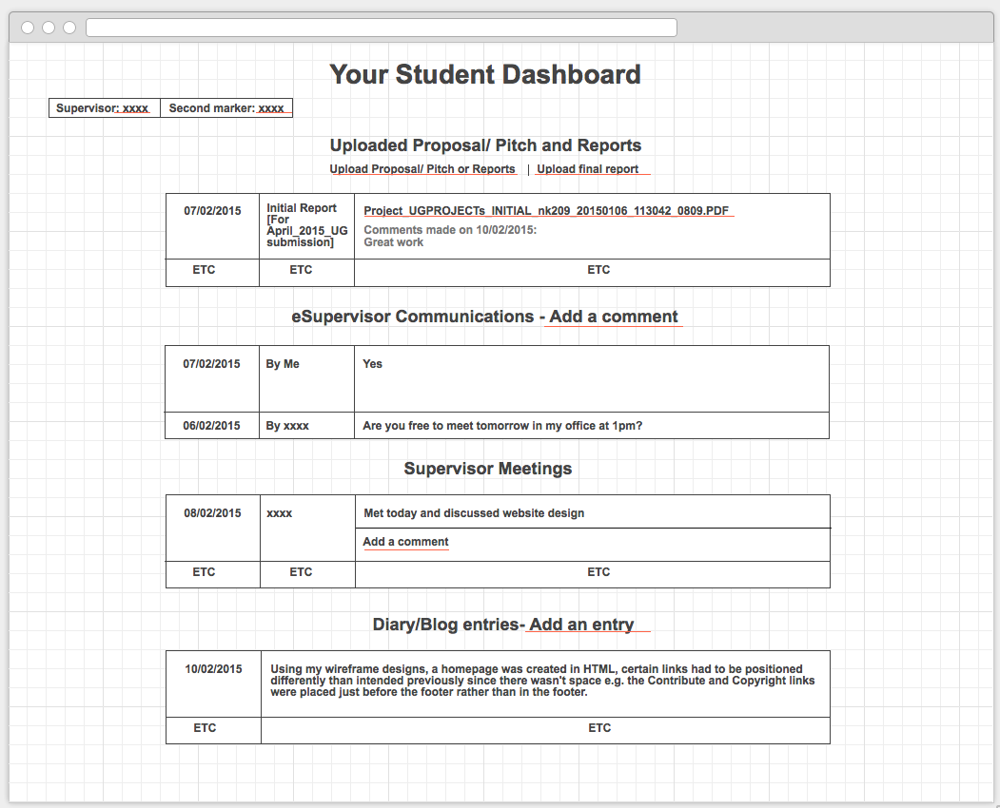 Your Student Dashboard
Supervisor: xxxx
Second marker: xxxx
Uploaded Proposal/ Pitch and Reports
Upload Proposal/ Pitch or Reports | Upload final report
07/02/2015
Initial Report
[For
April_2015_UG
submission]
Project_UGPROJECTs_INITIAL_nk209_20150106_113042_0809.PDF
Comments made on 10/02/2015:
Great work
ETC
ETC
ETC
eSupervisor Communications - Add a comment
07/02/2015
By Me
Yes
06/02/2015
By xxxx
Are you free to meet tomorrow in my office at 1pm?
Supervisor Meetings
08/02/2015
xxxx
Met today and discussed website design
Add a comment
ETC
ETC
ETC
Diary/Blog entries- Add an entry
10/02/2015
Using my wireframe designs, a homepage was created in HTML, certain links had to be positioned
differently than intended previously since there wasn't space e.g. the Contribute and Copyright links
were placed just before the footer rather than in the footer.
ETC
ETC